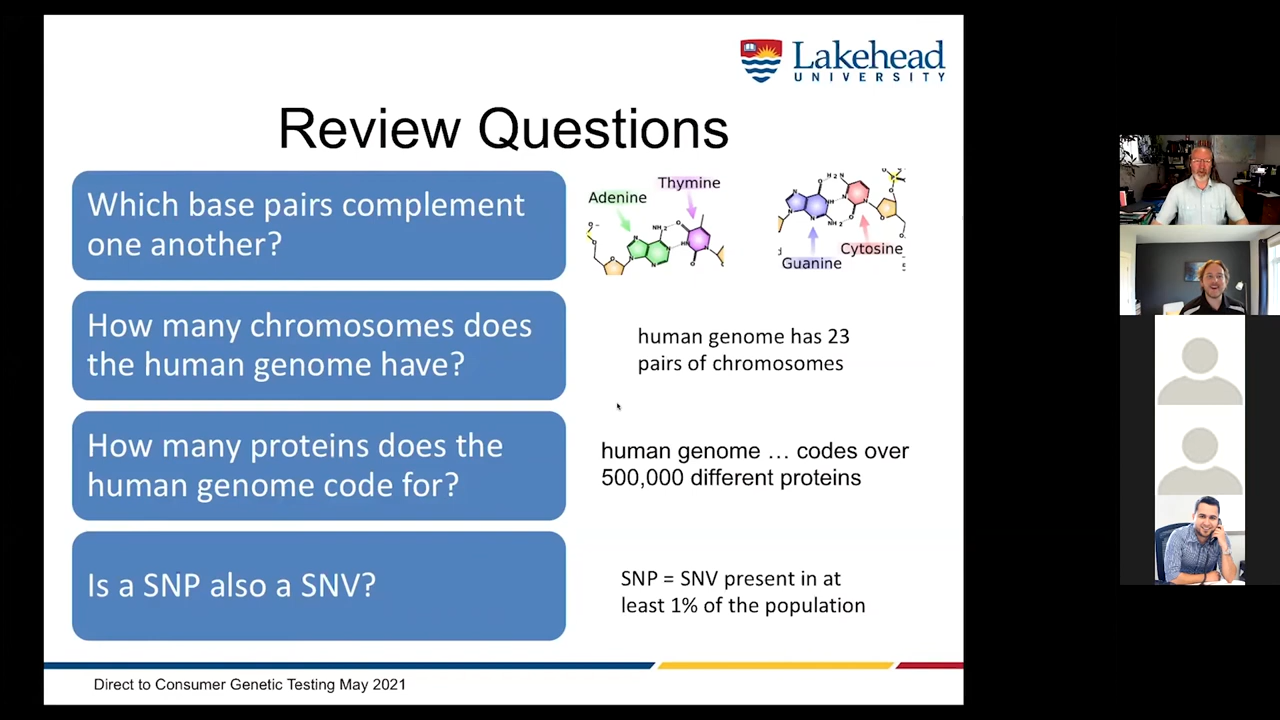 Lakehead
UNIVERSITY
Review Questions
Which base pairs complement
one another?
Thymine
Adenine
NH₂
N
O
H₂N
NH₂
Guanine
Cytosine
How many chromosomes does
the human genome have?
human genome has 23
pairs of chromosomes
How many proteins does the
human genome code for?
human genome … codes over
500,000 different proteins
Is a SNP also a SNV?
SNP = SNV present in at
least 1% of the population
Direct to Consumer Genetic Testing May 2021